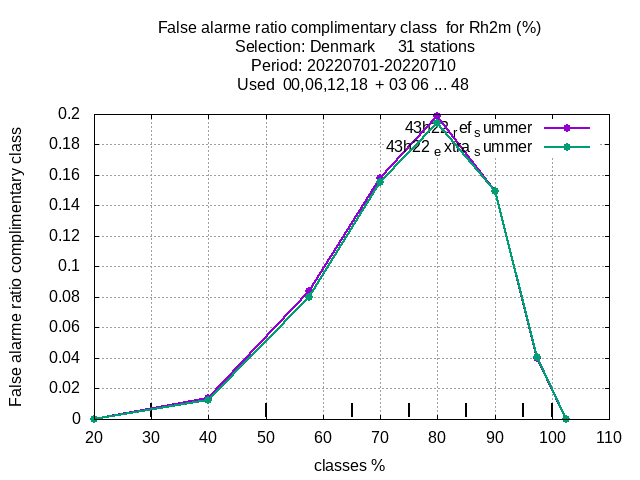 False alarme ratio complimentary class  for Rh2m (%)
Selection: Denmark     31 stations
Period: 20220701-20220710
Used  00,06,12,18  + 03 06 ... 48
False alarme ratio complimentary class
0.2
0.18
0.16
0.14
0.12
0.1
0.08
0.06
0.04
0.02
0
43h22_ref_summer
43h22_extra_summer
20 30 40 50 60 70 80 90 100 110
classes %